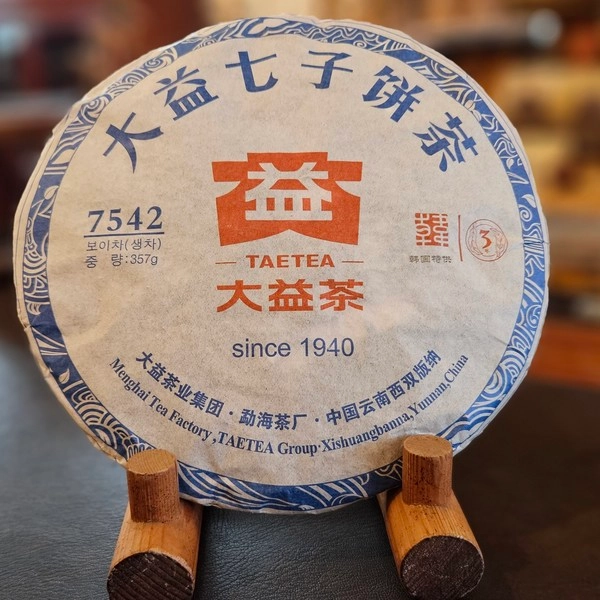 大益七子饼茶
7542
보이차(생차)
중 량:357g
益
TAETEA
大益茶
since 1940
韩国特供
3
大益茶业集团·勐海茶厂·中国云南西双版纳
Menghai Tea Factory,TAETEA Group·Xishuangbanna,Yunnan,China